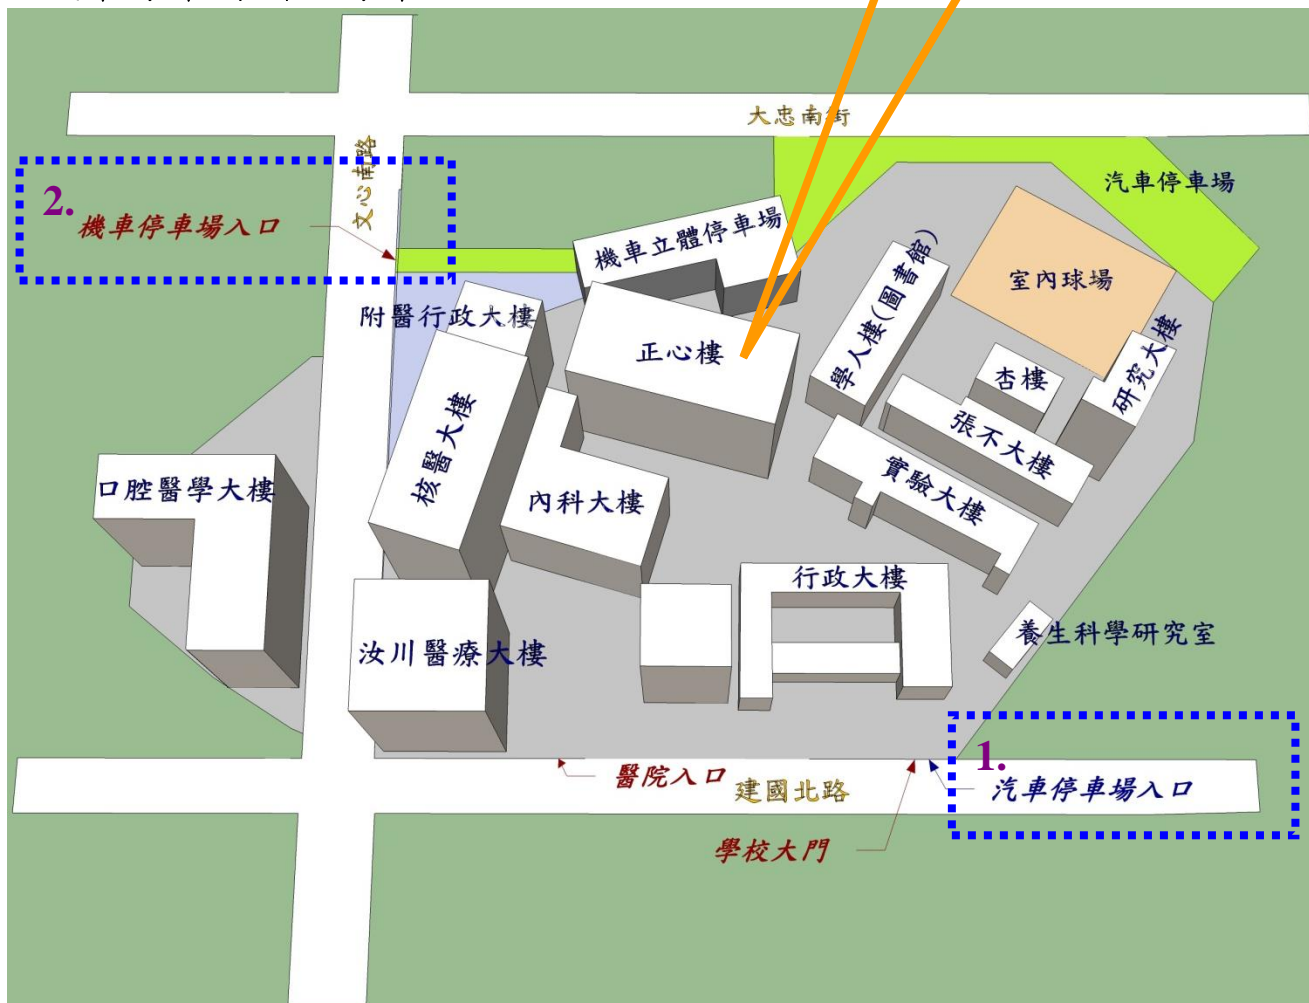 大忠南街
文心南路
2.
機車停車場入口
汽車停車場
機車立體停車場
室內球場
學人樓(圖書館)
附醫行政大樓
正心樓
杏樓
研究大樓
張不大樓
核醫大樓
口腔醫學大樓
內科大樓
實驗大樓
行政大樓
養生科學研究室
汝川醫療大樓
1.
醫院入口
建國北路
汽車停車場入口
學校大門